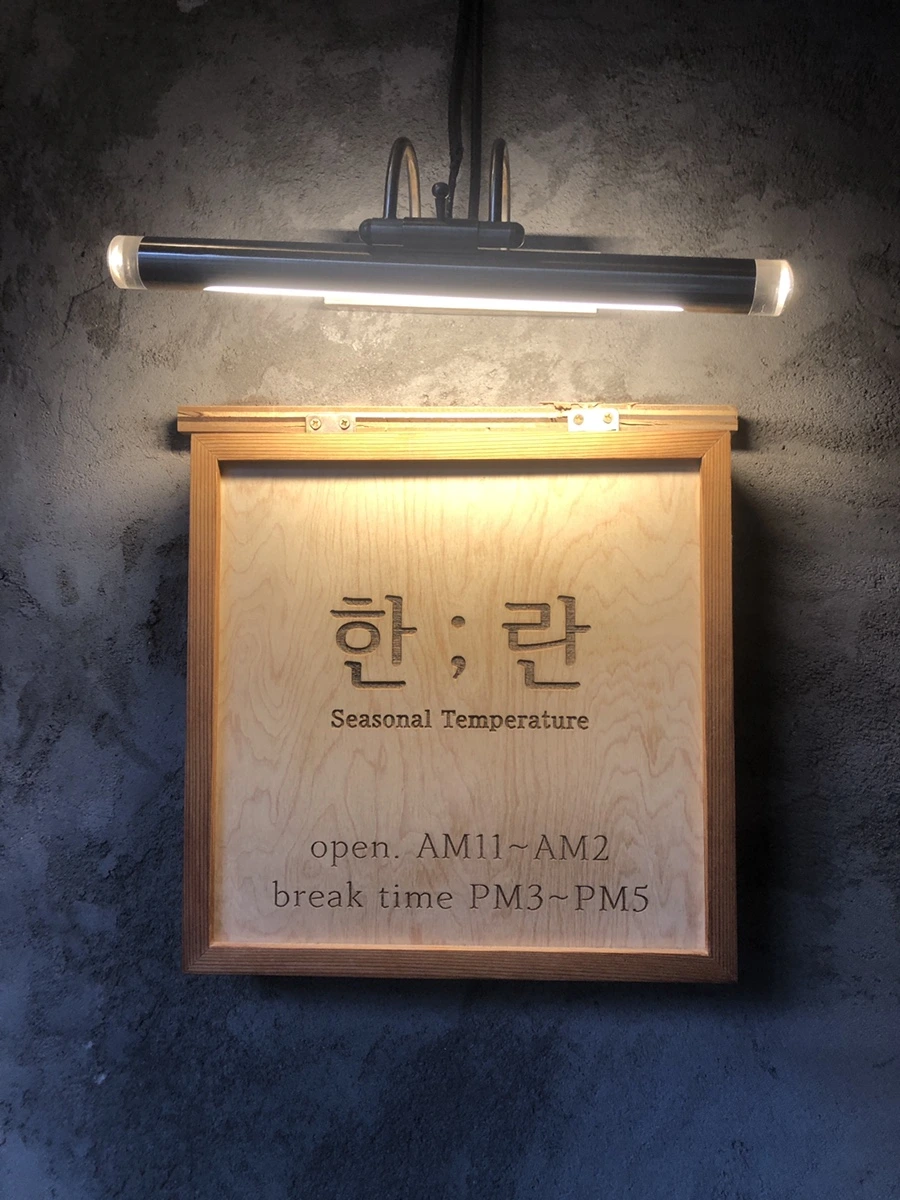 한 ; 란
Seasonal Temperature
open. AM11~AM2
break time PM3~PM5